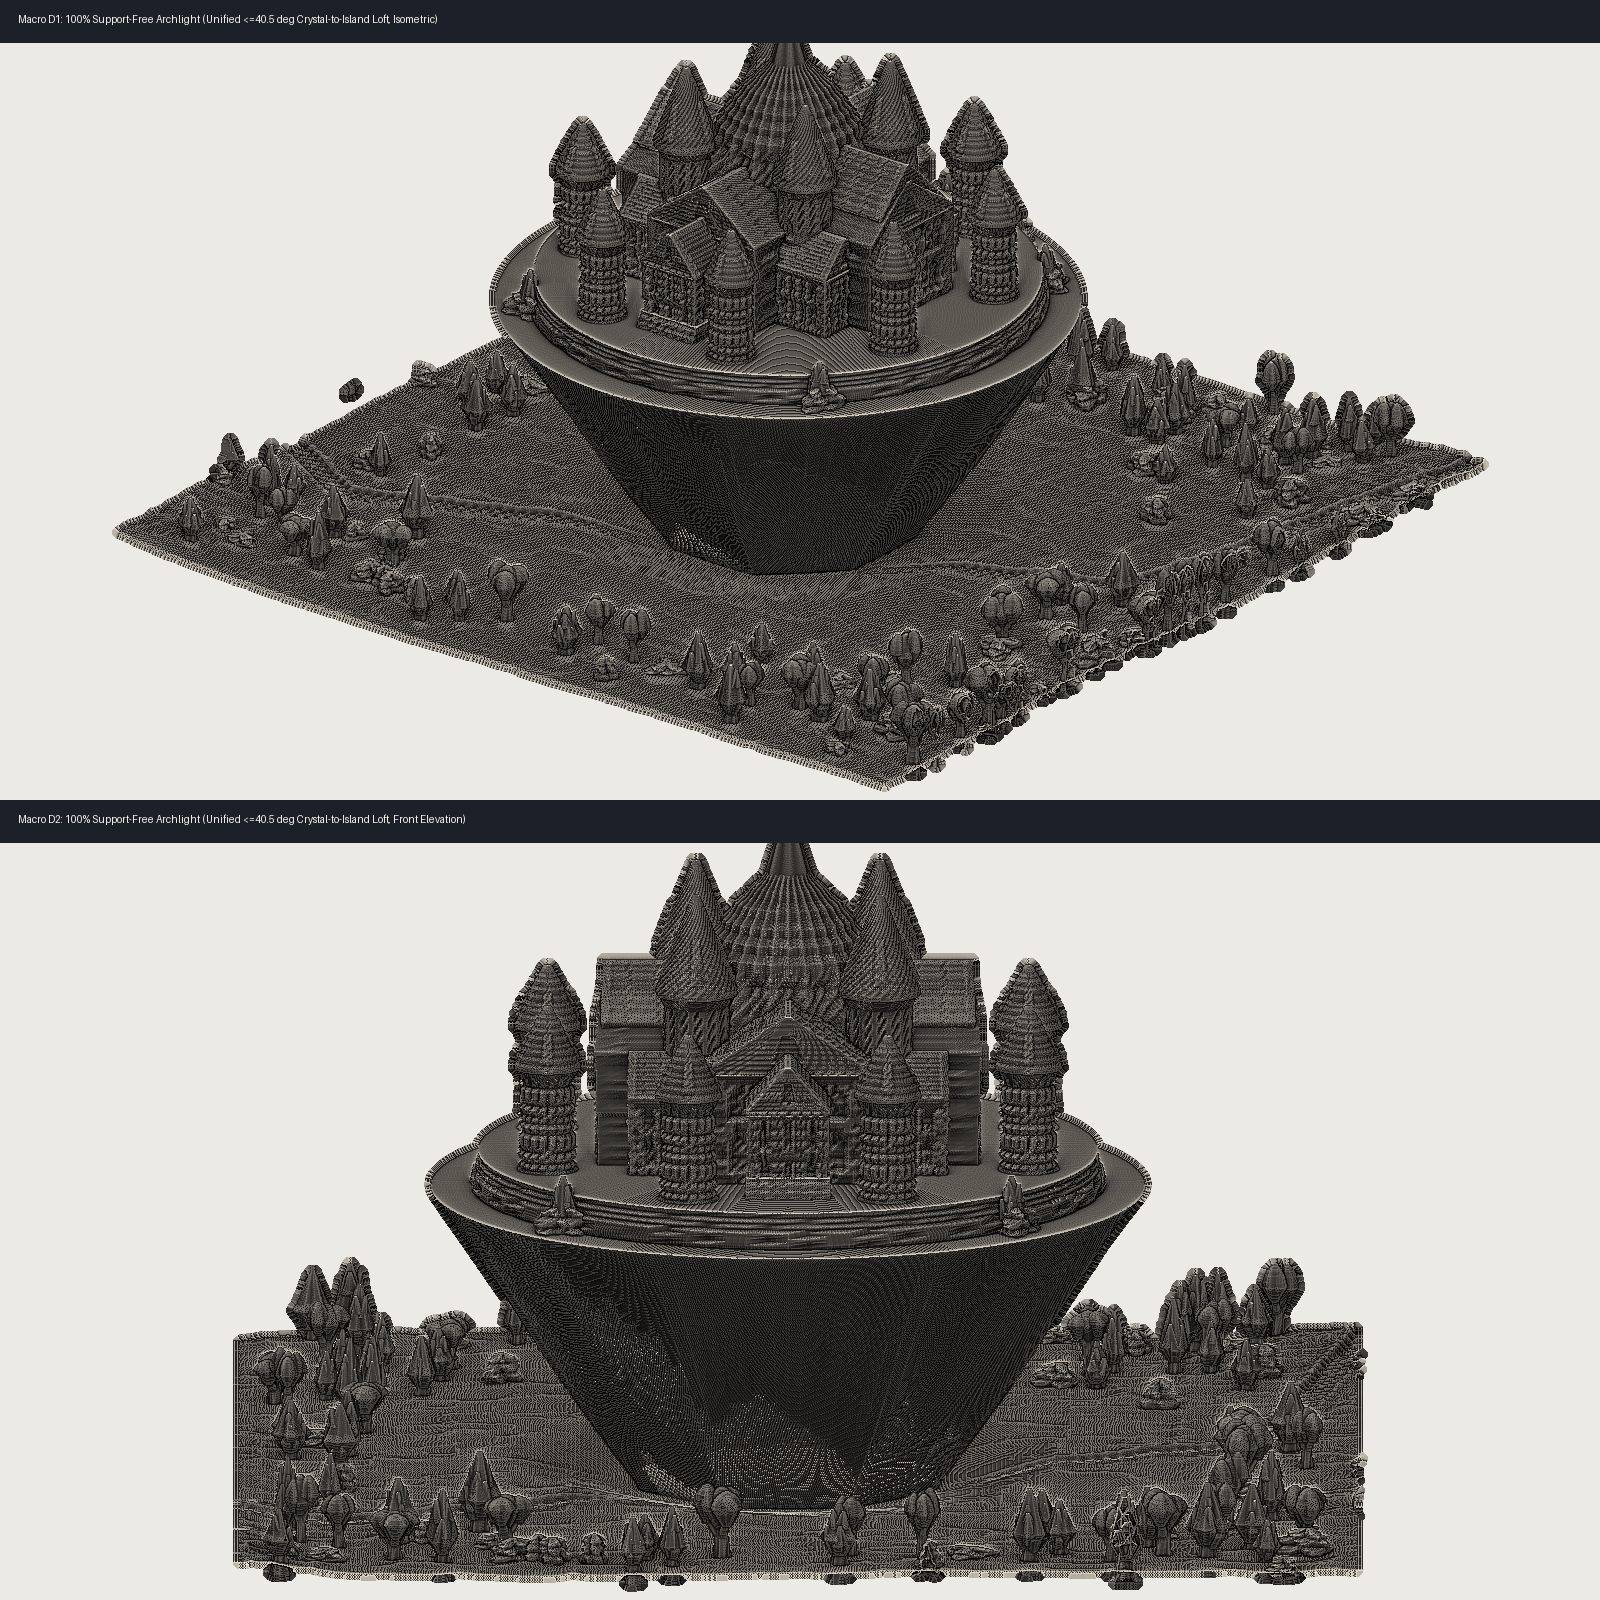 Macro D1: 100% Support-Free Archlight (Unified <=40.5 deg Crystal-to-Island Loft, Isometric)
Macro D2: 100% Support-Free Archlight (Unified <=40.5 deg Crystal-to-Island Loft, Front Elevation)